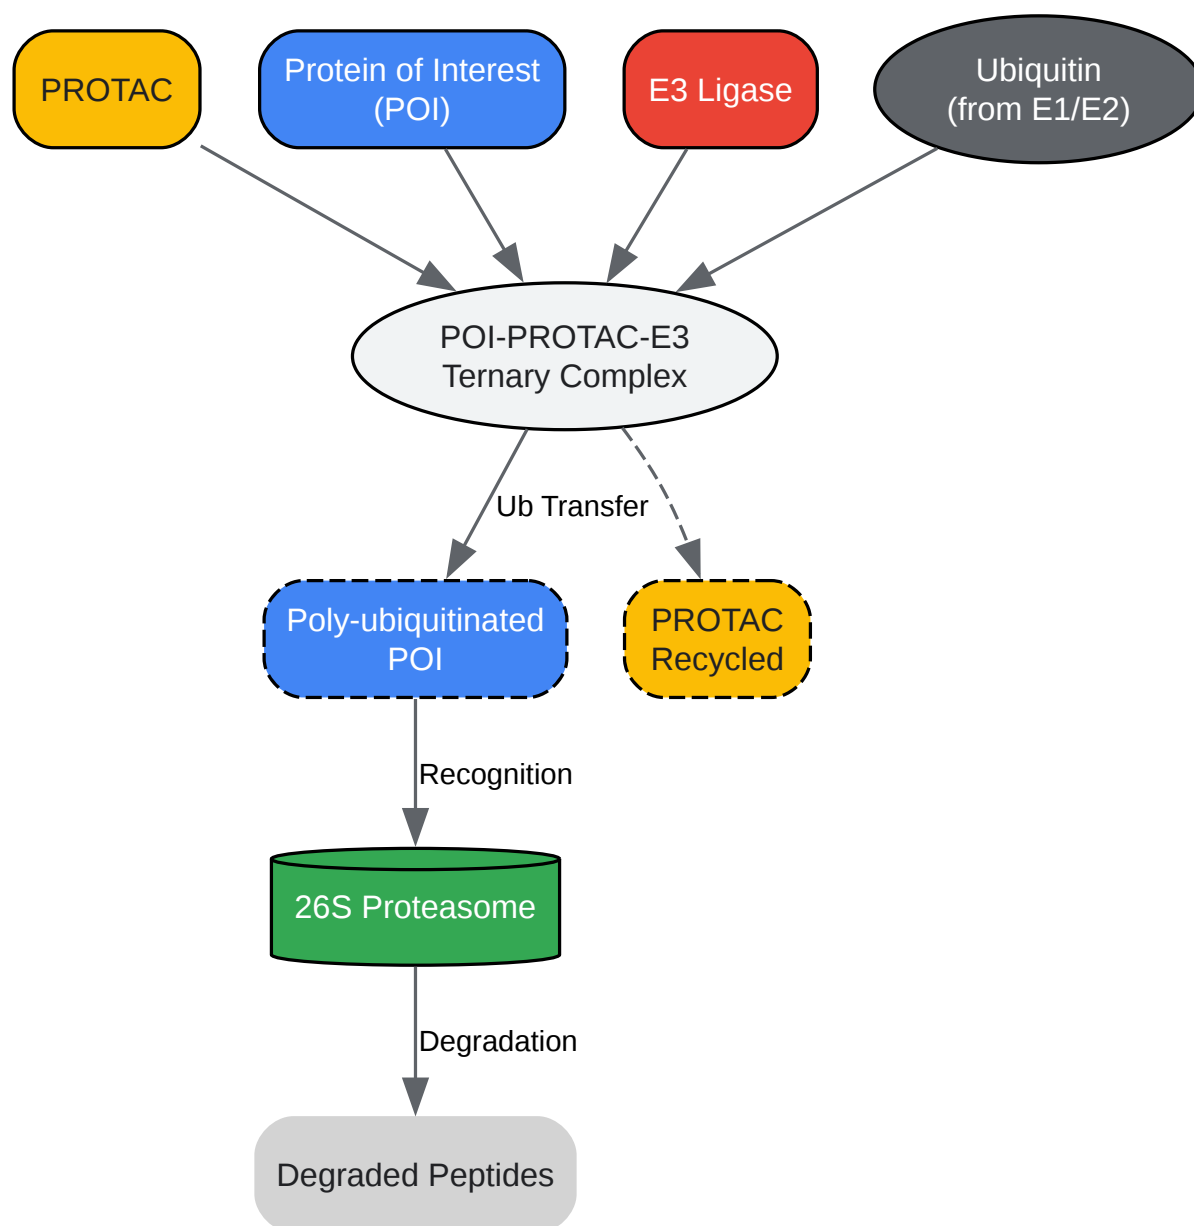 PROTAC
Protein of Interest
(POI)
E3 Ligase
Ubiquitin
(from E1/E2)
POI-PROTAC-E3
Ternary Complex
Ub Transfer
Poly-ubiquitinated
POI
PROTAC
Recycled
Recognition
26S Proteasome
Degradation
Degraded Peptides